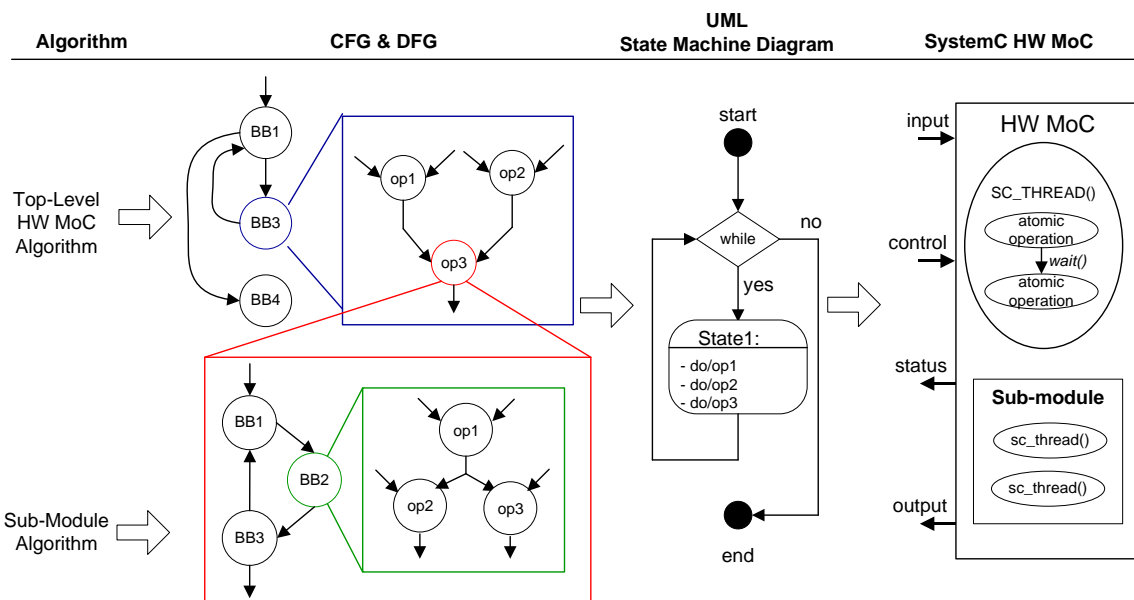 Algorithm
CFG & DFG
UML
State Machine Diagram
SystemC HW MoC
Top-Level
HW MoC
Algorithm
BB1
BB3
BB4
op1
op2
op3
Sub-Module
Algorithm
BB1
BB2
BB3
op1
op2
op3
start
while
no
yes
State1:
- do/op1
- do/op2
- do/op3
end
input
control
status
output
HW MoC
SC_THREAD()
atomic
operation
wait()
atomic
operation
Sub-module
sc_thread()
sc_thread()